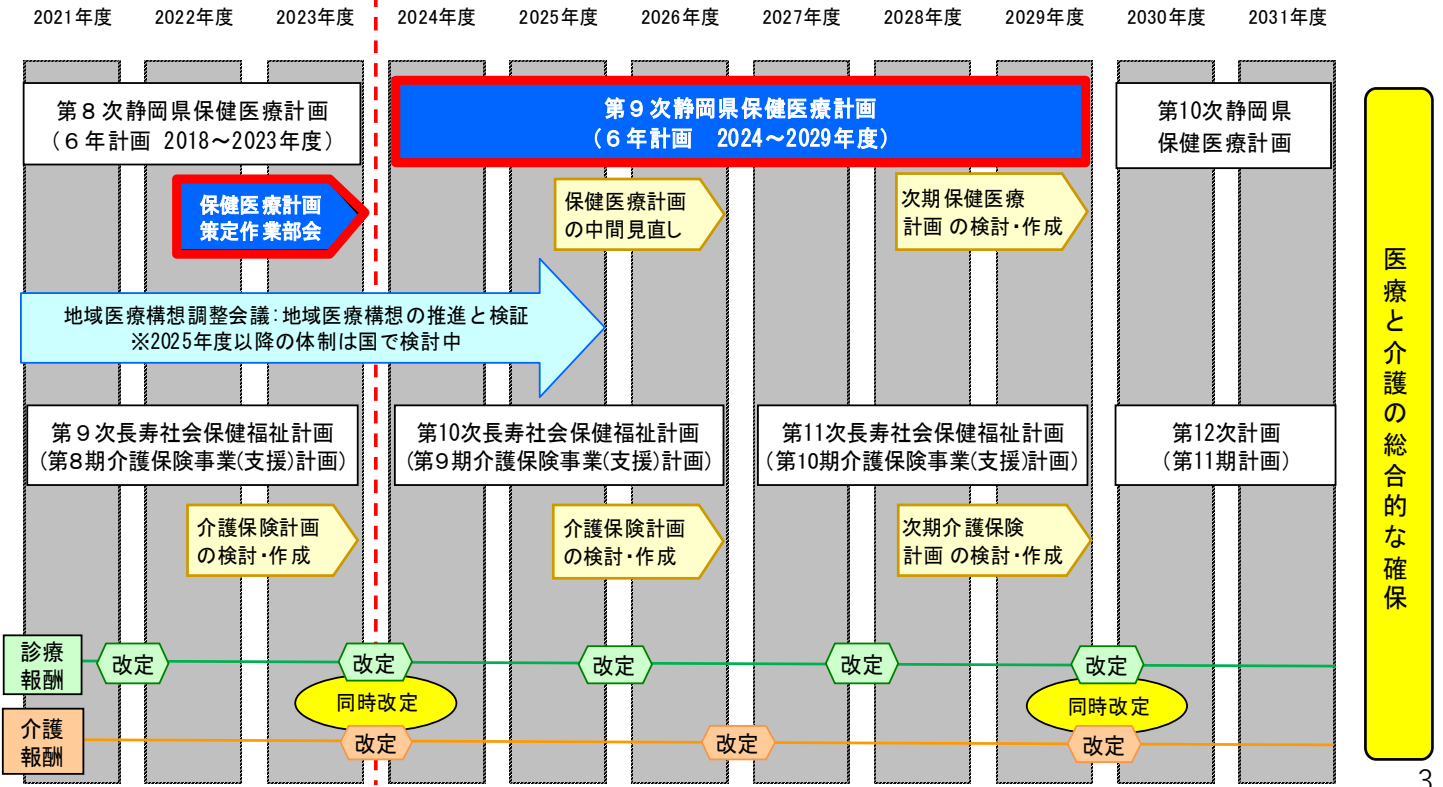 2021年度 2022年度 2023年度 2024年度 2025年度 2026年度 2027年度 2028年度 2029年度 2030年度 2031年度
第8次静岡県保健医療計画
(6年計画 2018~2023年度)
第9次静岡県保健医療計画
(6年計画 2024~2029年度)
第10次静岡県
保健医療計画
保健医療計画
策定作業部会
保健医療計画
の中間見直し
次期保健医療
計画の検討・作成
地域医療構想調整会議:地域医療構想の推進と検証
※2025年度以降の体制は国で検討中
第9次長寿社会保健福祉計画
(第8期介護保険事業(支援)計画)
第10次長寿社会保健福祉計画
(第9期介護保険事業(支援)計画)
第11次長寿社会保健福祉計画
(第10期介護保険事業(支援)計画)
第12次計画
(第11期計画)
介護保険計画
の検討・作成
介護保険計画
の検討・作成
次期介護保険
計画の検討・作成
診療
報酬
改定 改定 改定 改定 改定
同時改定 同時改定
介護
報酬
改定 改定 改定
医療と介護の総合的な確保
3